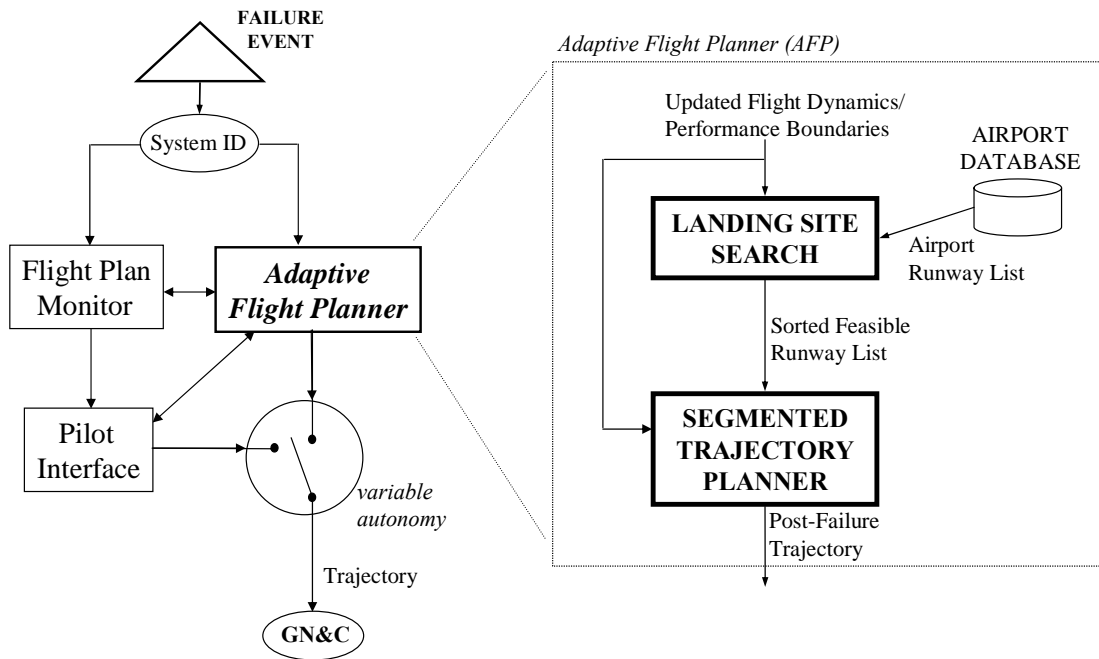 FAILURE
EVENT
System ID
Flight Plan
Monitor
Adaptive
Flight Planner
Pilot
Interface
variable
autonomy
Trajectory
GN&C
Adaptive Flight Planner (AFP)
Updated Flight Dynamics/
Performance Boundaries
AIRPORT
DATABASE
LANDING SITE
SEARCH
Airport
Runway List
Sorted Feasible
Runway List
SEGMENTED
TRAJECTORY
PLANNER
Post-Failure
Trajectory